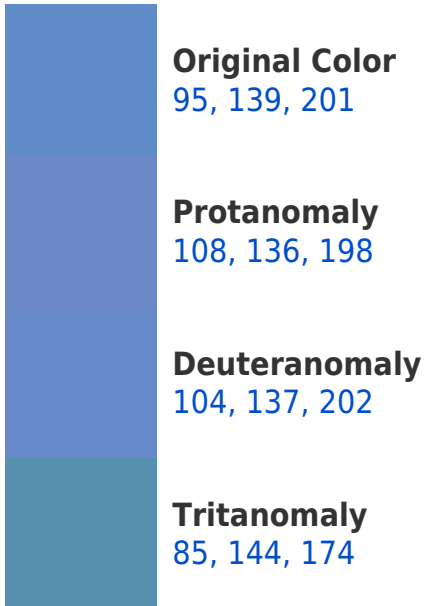 Original Color
95, 139, 201
Protanomaly
108, 136, 198
Deuteranomaly
104, 137, 202
Tritanomaly
85, 144, 174